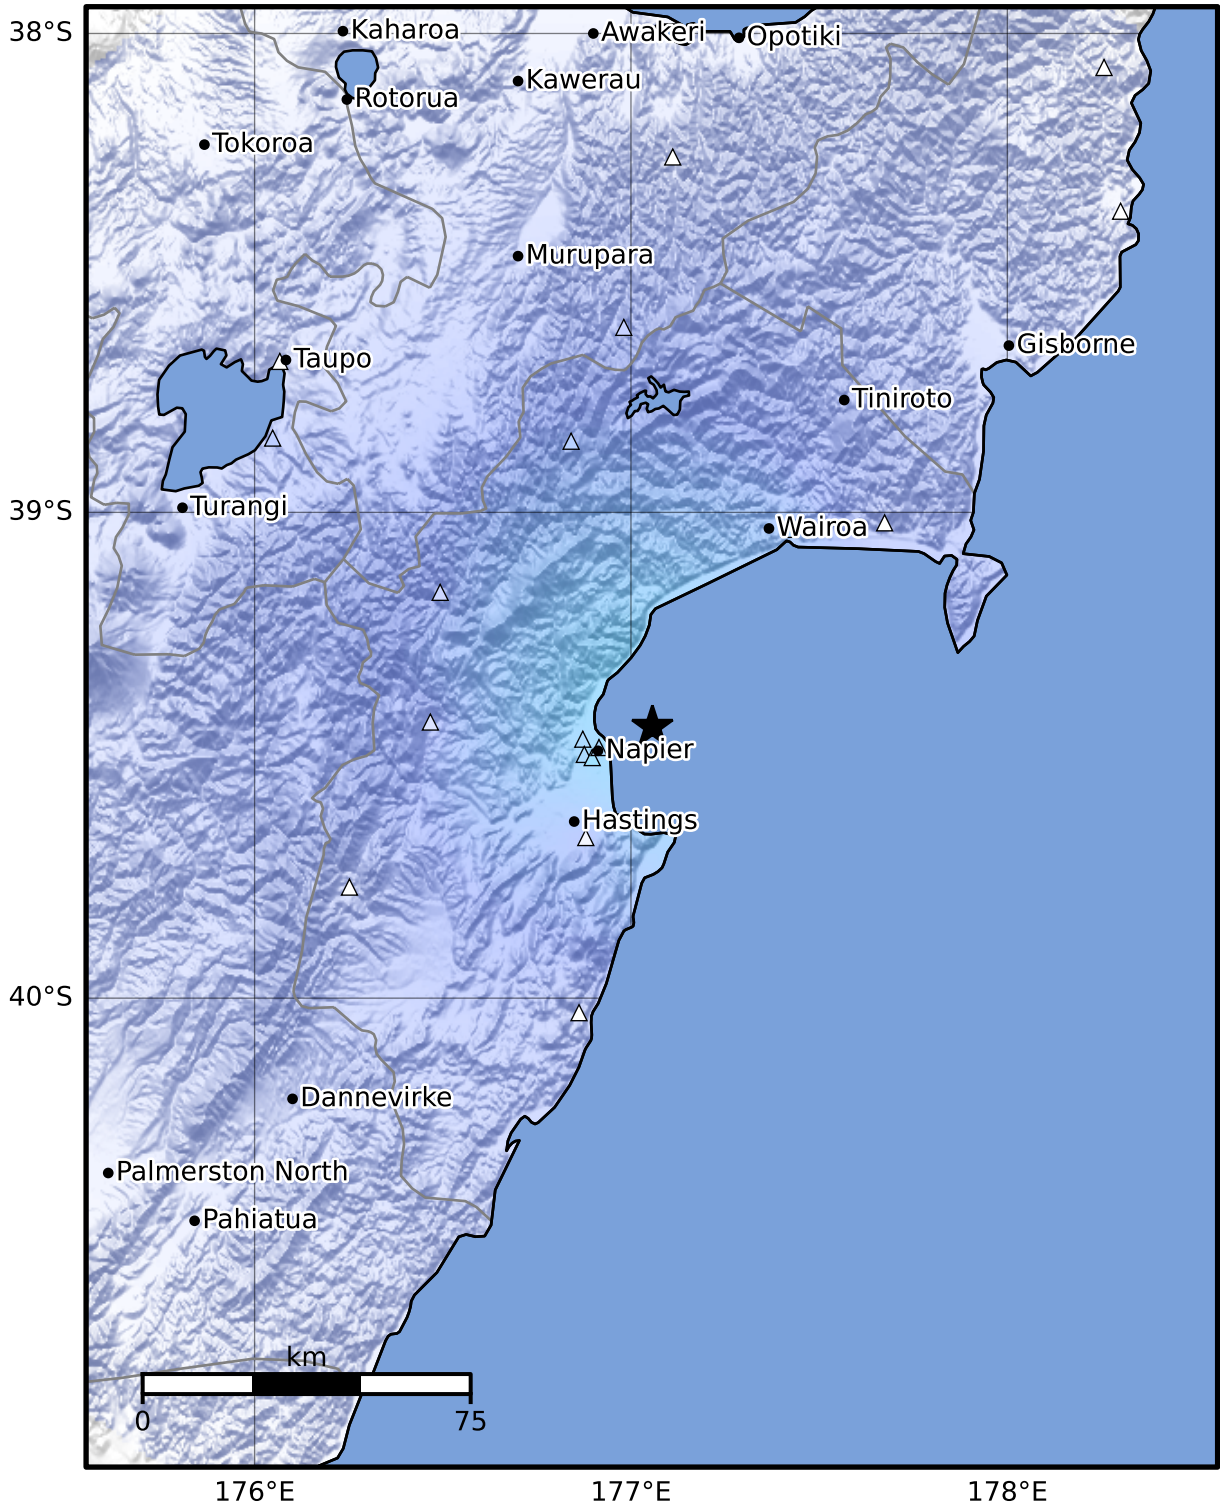 38°S
Kaharoa
Awakeri
Opotiki
Kawerau
Rotorua
Tokoroa
Murupara
Gisborne
Taupo
Tiniroto
39°S
Turangi
Wairoa
Napier
Hastings
40°S
Dannevirke
Palmerston North
Pahiatua
km
0 75
176°E 177°E 178°E